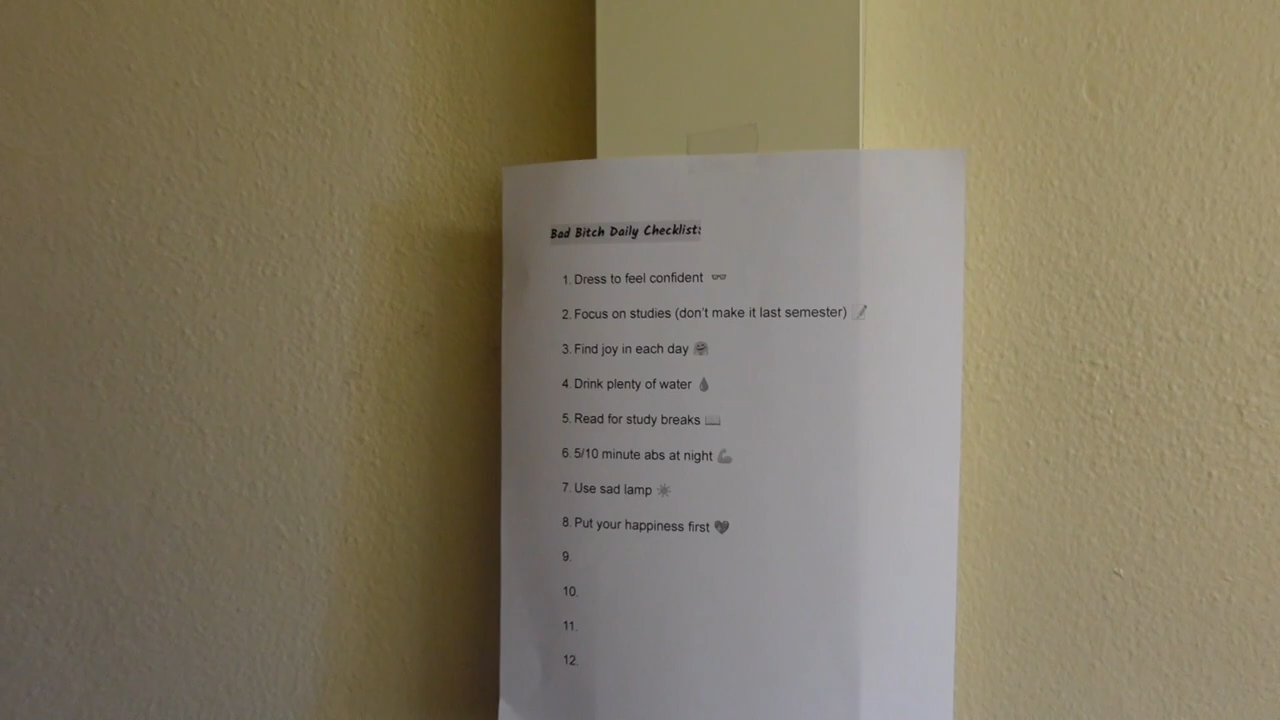 Bad Bitch Daily Checklist:
1. Dress to feel confident 👓
2. Focus on studies (don't make it last semester) 📝
3. Find joy in each day 🤗
4. Drink plenty of water 💧
5. Read for study breaks 📖
6. 5/10 minute abs at night 💪
7. Use sad lamp ☀️
8. Put your happiness first 💖
9.
10.
11.
12.